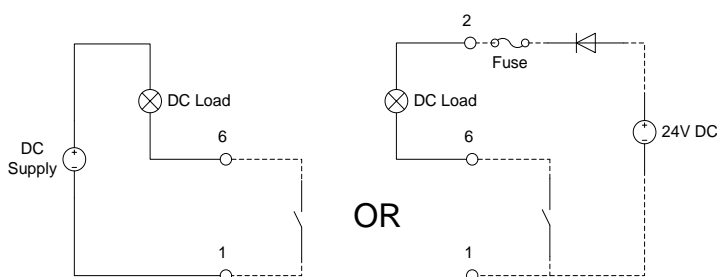 DC Load
6
DC
Supply
+
−
1
OR
2
Fuse
DC Load
6
24V DC
+
−
1